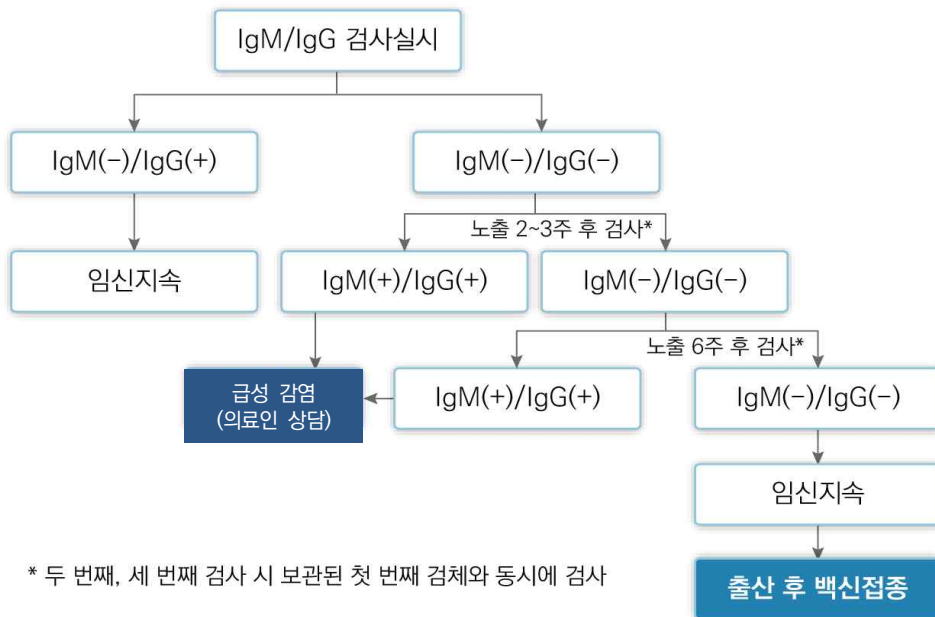 IgM/IgG 검사실시
IgM(−)/IgG(+)
IgM(−)/IgG(−)
노출 2~3주 후 검사*
임신지속
IgM(+)/IgG(+)
IgM(−)/IgG(−)
노출 6주 후 검사*
급성 감염
(의료인 상담)
IgM(+)/IgG(+)
IgM(−)/IgG(−)
임신지속
* 두 번째, 세 번째 검사 시 보관된 첫 번째 검체와 동시에 검사
출산 후 백신접종